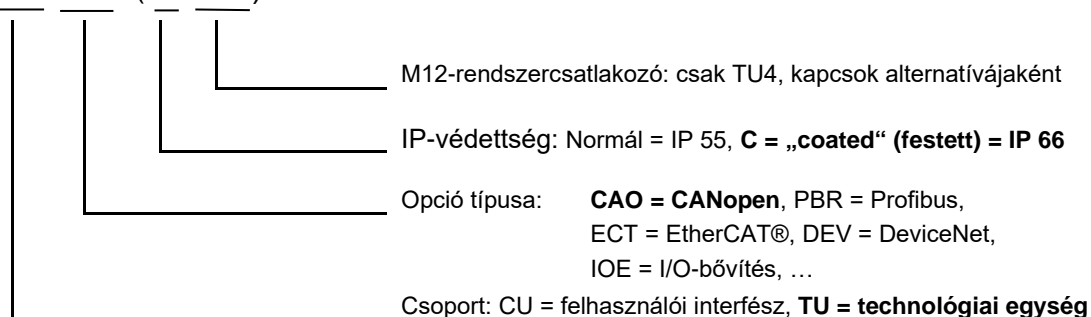 M12-rendszercsatlakozó: csak TU4, kapcsok alternatívájaként
IP-védettség: Normál = IP 55, C = „coated“ (festett) = IP 66
Opció típusa: CAO = CANopen, PBR = Profibus,
ECT = EtherCAT®, DEV = DeviceNet,
IOE = I/O-bővítés, …
Csoport: CU = felhasználói interfész, TU = technológiai egység